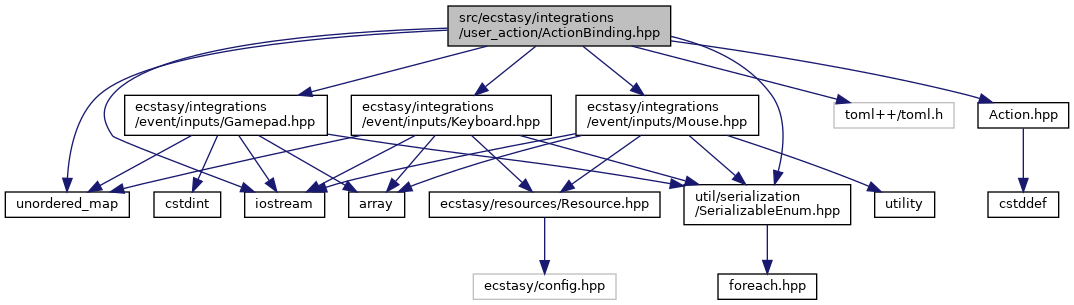 src/ecstasy/integrations
/user_action/ActionBinding.hpp
ecstasy/integrations
/event/inputs/Gamepad.hpp
ecstasy/integrations
/event/inputs/Keyboard.hpp
ecstasy/integrations
/event/inputs/Mouse.hpp
toml++/toml.h
Action.hpp
unordered_map
cstdint
iostream
array
ecstasy/resources/Resource.hpp
util/serialization
/SerializableEnum.hpp
utility
cstddef
ecstasy/config.hpp
foreach.hpp